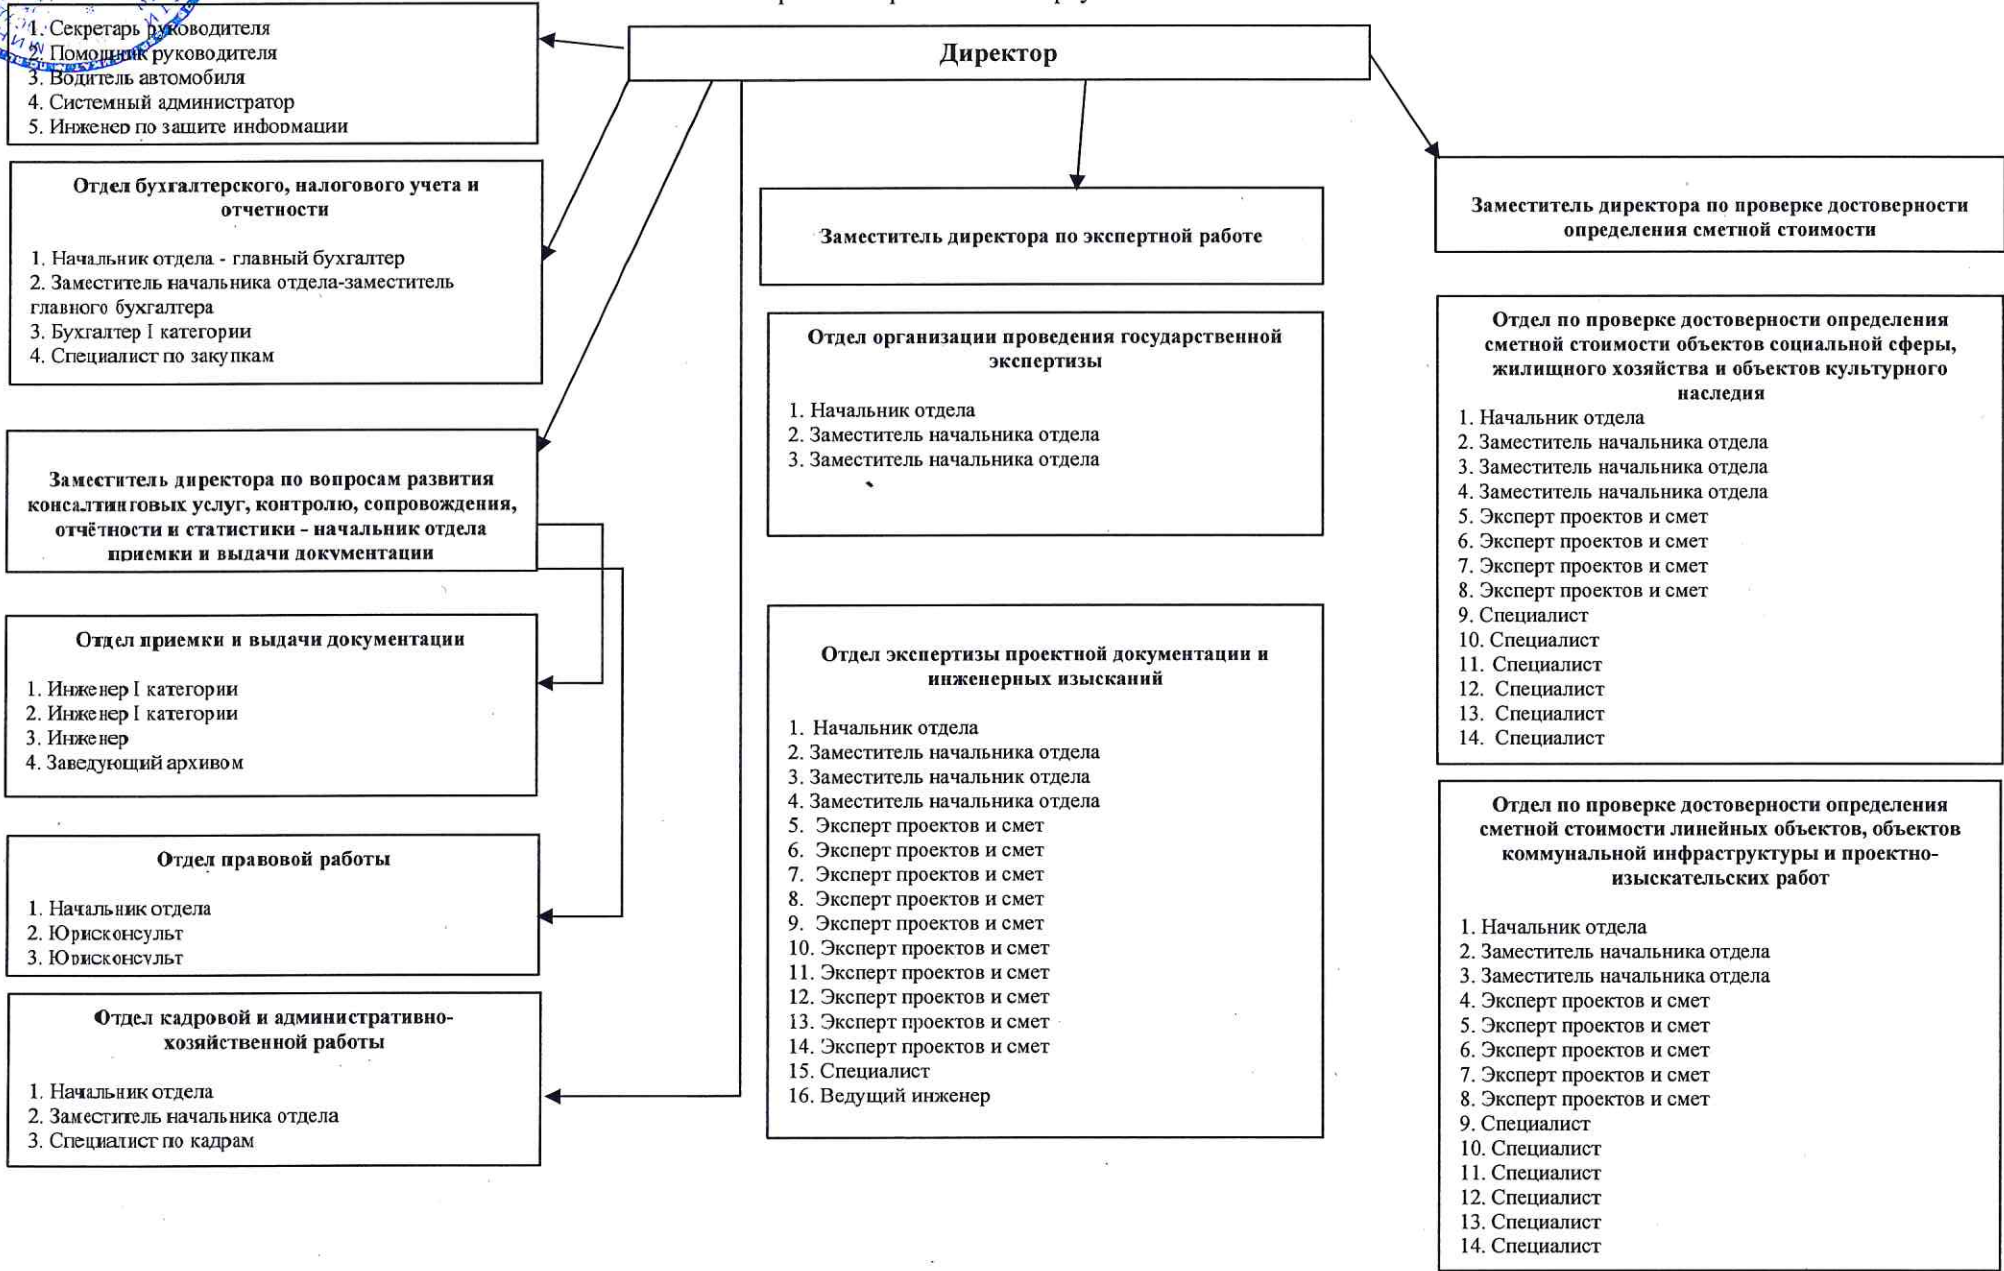 Директор
1. Секретарь руководителя
2. Помощник руководителя
3. Водитель автомобиля
4. Системный администратор
5. Инженер по защите информации
Отдел бухгалтерского, налогового учета и
отчетности
1. Начальник отдела - главный бухгалтер
2. Заместитель начальника отдела-заместитель
главного бухгалтера
3. Бухгалтер I категории
4. Специалист по закупкам
Заместитель директора по вопросам развития
консалтинговых услуг, контролю, сопровождения,
отчётности и статистики - начальник отдела
приемки и выдачи документации
Отдел приемки и выдачи документации
1. Инженер I категории
2. Инженер I категории
3. Инженер
4. Заведующий архивом
Отдел правовой работы
1. Начальник отдела
2. Юрисконсульт
3. Юрисконсульт
Отдел кадровой и административно-
хозяйственной работы
1. Начальник отдела
2. Заместитель начальника отдела
3. Специалист по кадрам
Заместитель директора по экспертной работе
Отдел организации проведения государственной
экспертизы
1. Начальник отдела
2. Заместитель начальника отдела
3. Заместитель начальника отдела
Отдел экспертизы проектной документации и
инженерных изысканий
1. Начальник отдела
2. Заместитель начальника отдела
3. Заместитель начальник отдела
4. Заместитель начальника отдела
5. Эксперт проектов и смет
6. Эксперт проектов и смет
7. Эксперт проектов и смет
8. Эксперт проектов и смет
9. Эксперт проектов и смет
10. Эксперт проектов и смет
11. Эксперт проектов и смет
12. Эксперт проектов и смет
13. Эксперт проектов и смет
14. Эксперт проектов и смет
15. Специалист
16. Ведущий инженер
Заместитель директора по проверке достоверности
определения сметной стоимости
Отдел по проверке достоверности определения
сметной стоимости объектов социальной сферы,
жилищного хозяйства и объектов культурного
наследия
1. Начальник отдела
2. Заместитель начальника отдела
3. Заместитель начальника отдела
4. Заместитель начальника отдела
5. Эксперт проектов и смет
6. Эксперт проектов и смет
7. Эксперт проектов и смет
8. Эксперт проектов и смет
9. Специалист
10. Специалист
11. Специалист
12. Специалист
13. Специалист
14. Специалист
Отдел по проверке достоверности определения
сметной стоимости линейных объектов, объектов
коммунальной инфраструктуры и проектно-
изыскательских работ
1. Начальник отдела
2. Заместитель начальника отдела
3. Заместитель начальника отдела
4. Эксперт проектов и смет
5. Эксперт проектов и смет
6. Эксперт проектов и смет
7. Эксперт проектов и смет
8. Эксперт проектов и смет
9. Специалист
10. Специалист
11. Специалист
12. Специалист
13. Специалист
14. Специалист